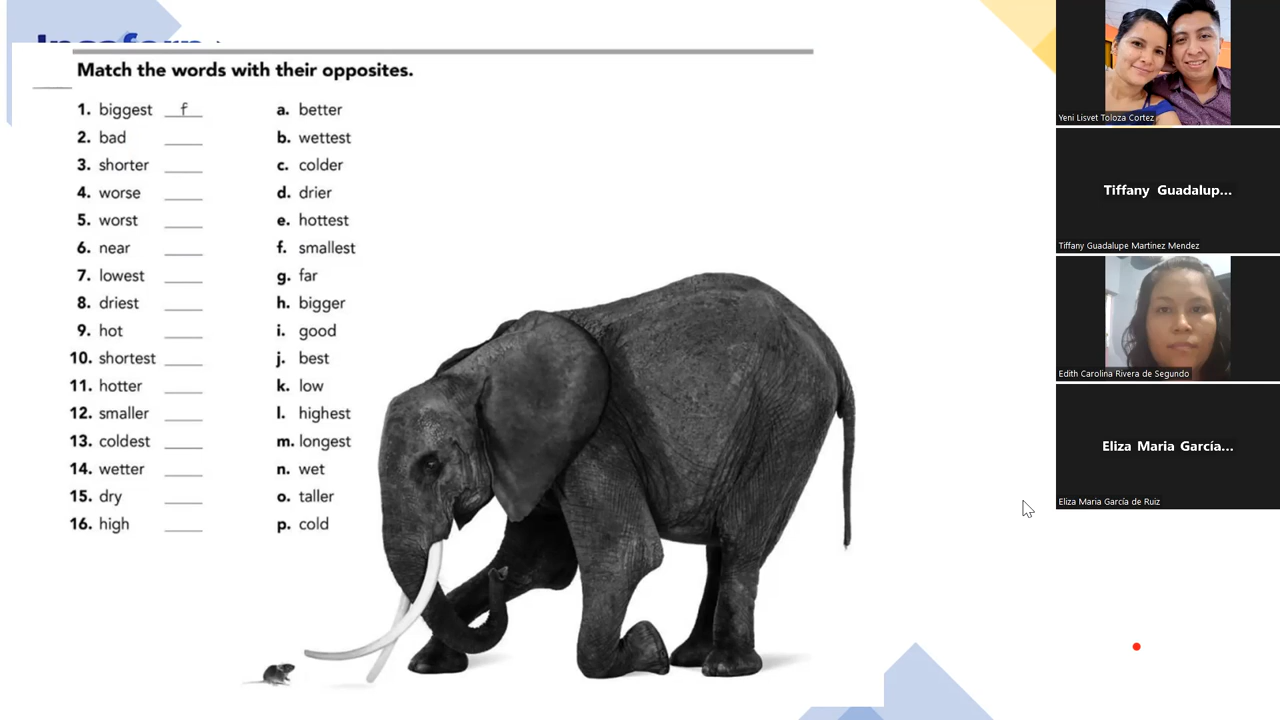 Match the words with their opposites.
1. biggest f
2. bad
3. shorter
4. worse
5. worst
6. near
7. lowest
8. driest
9. hot
10. shortest
11. hotter
12. smaller
13. coldest
14. wetter
15. dry
16. high
a. better
b. wettest
c. colder
d. drier
e. hottest
f. smallest
g. far
h. bigger
i. good
j. best
k. low
l. highest
m. longest
n. wet
o. taller
p. cold
Yeni Lisvet Toloza Cortez
Tiffany Guadalup...
Tiffany Guadalupe Martinez Mendez
Edith Carolina Rivera de Segundo
Eliza Maria García...
Eliza Maria García de Ruiz